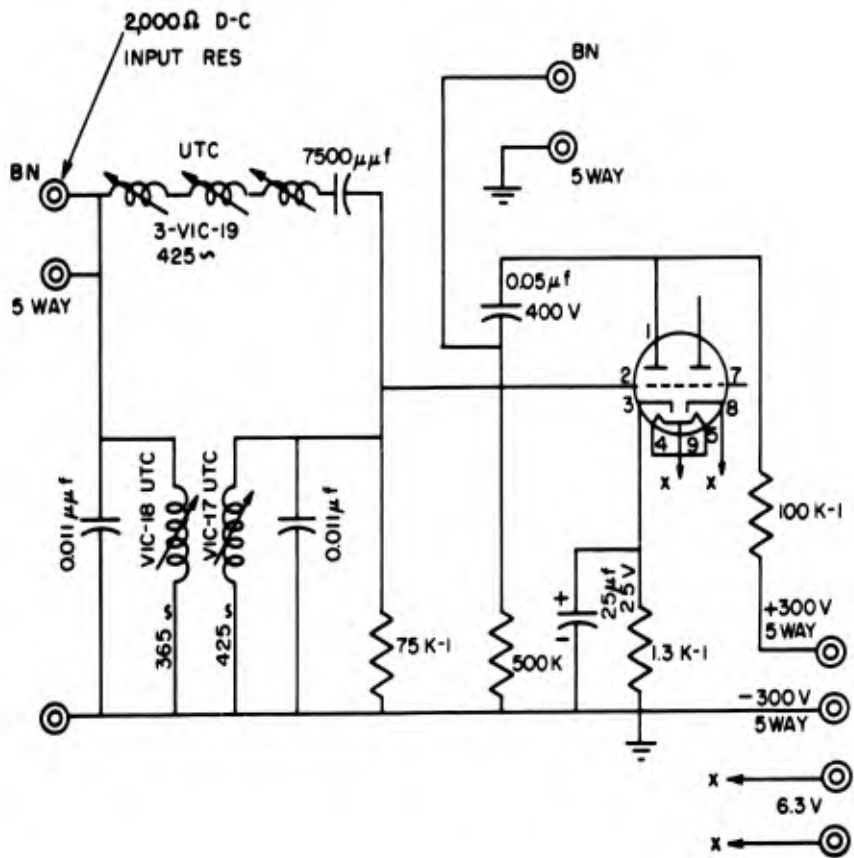 2,000Ω D-C
INPUT RES
BN
BN
UTC
7500μμf
5 WAY
3-VIC-19
425~
5 WAY
0.05μf
400 V
1
2
7
3
8
4
9
5
X
X
0.011μμf
VIC-18 UTC
VIC-17 UTC
0.011μf
100 K-1
365~
425~
75 K-1
500K
+
-
25μf
25V
1.3 K-1
+300 V
5 WAY
-300 V
5 WAY
X
6.3 V
X